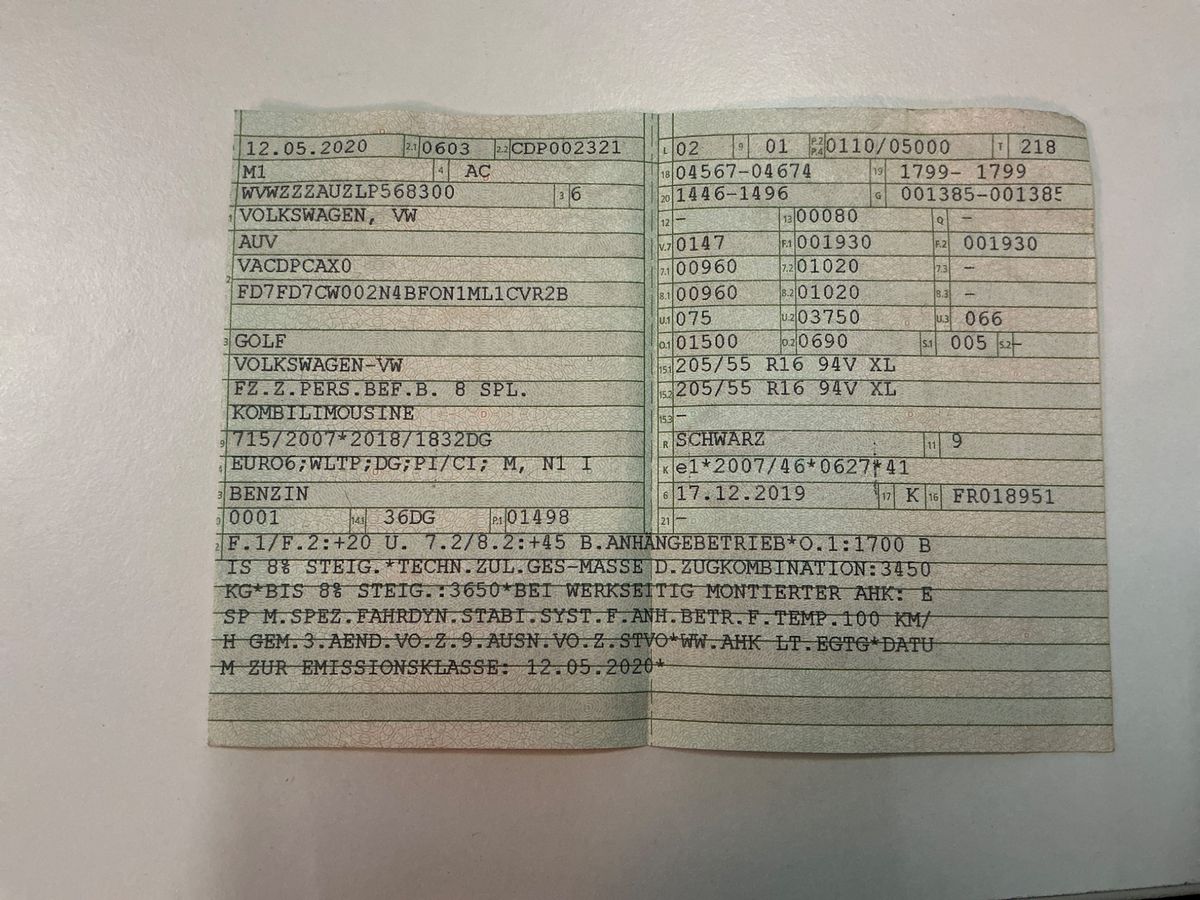 12.05.2020 2.1 0603 2.2 CDP002321
M1 4 AC
WVWZZZAUZLP568300 3 6
VOLKSWAGEN, VW
AUV
VACDPCAX0
FD7FD7CW002N4BFON1ML1CVR2B
3 GOLF
VOLKSWAGEN-VW
FZ.Z.PERS.BEF.B. 8 SPL.
KOMBILIMOUSINE
9 715/2007*2018/1832DG
4 EURO6;WLTP;DG;PI/CI; M, N1 I
3 BENZIN
0 0001 14.1 36DG P.1 01498
L 02 9 01 P.2 P.4 0110/05000 T 218
18 04567-04674 19 1799- 1799
20 1446-1496 G 001385-001385
12 - 13 00080 Q -
V.7 0147 F.1 001930 F.2 001930
7.1 00960 7.2 01020 7.3 -
8.1 00960 8.2 01020 8.3 -
U.1 075 U.2 03750 U.3 066
O.1 01500 O.2 0690 S.1 005 S.2 -
15.1 205/55 R16 94V XL
15.2 205/55 R16 94V XL
15.3 -
R SCHWARZ 11 9
K e1*2007/46*0627*41
6 17.12.2019 17 K 16 FR018951
21 -
2 F.1/F.2:+20 U. 7.2/8.2:+45 B.ANHÄNGEBETRIEB*O.1:1700 B
IS 8% STEIG.*TECHN.ZUL.GES-MASSE D.ZUGKOMBINATION:3450
KG*BIS 8% STEIG.:3650*BEI WERKSEITIG MONTIERTER AHK: E
SP M.SPEZ.FAHRDYN.STABI.SYST.F.ANH.BETR.F.TEMP.100 KM/
H GEM.3.AEND.VO.Z.9.AUSN.VO.Z.STVO*WW.AHK LT.EGTG*DATU
M ZUR EMISSIONSKLASSE: 12.05.2020*